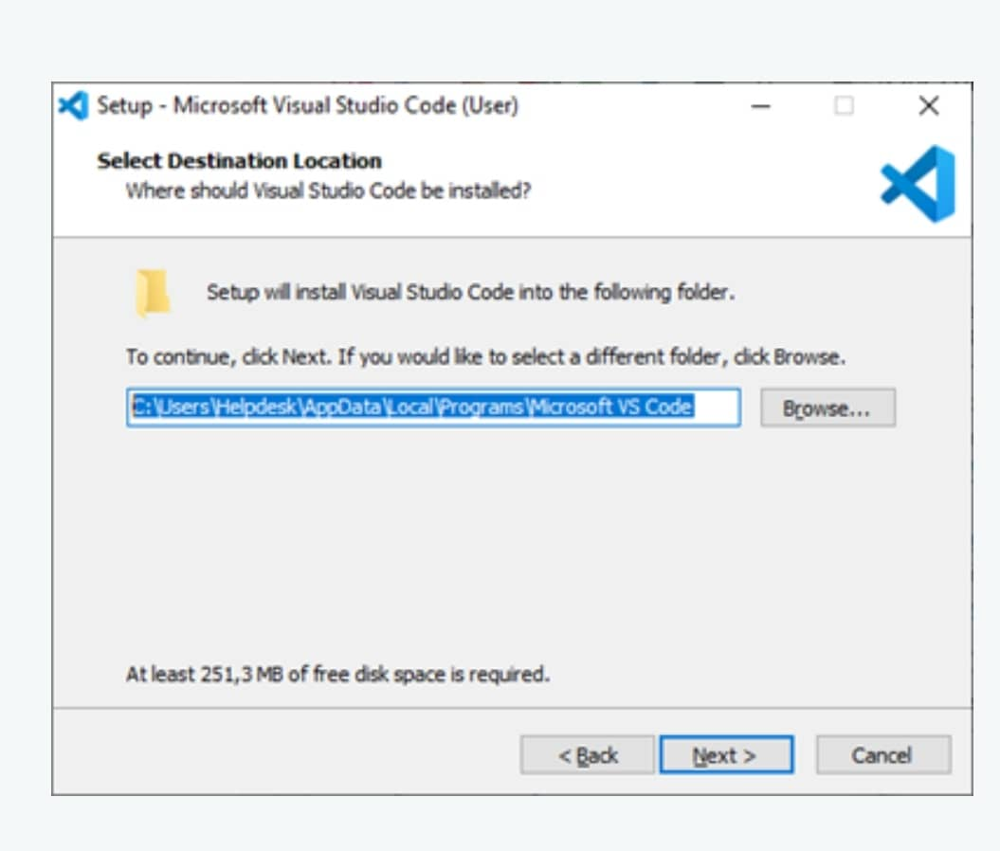 Setup - Microsoft Visual Studio Code (User)
Select Destination Location
Where should Visual Studio Code be installed?
Setup will install Visual Studio Code into the following folder.
To continue, click Next. If you would like to select a different folder, click Browse.
C:\Users\Helpdesk\AppData\Local\Programs\Microsoft VS Code
Browse...
At least 251,3 MB of free disk space is required.
< Back
Next >
Cancel